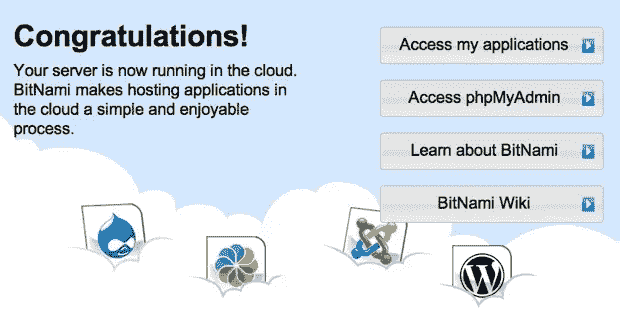 Congratulations!
Your server is now running in the cloud.
BitNami makes hosting applications in
the cloud a simple and enjoyable
process.
Access my applications
Access phpMyAdmin
Learn about BitNami
BitNami Wiki